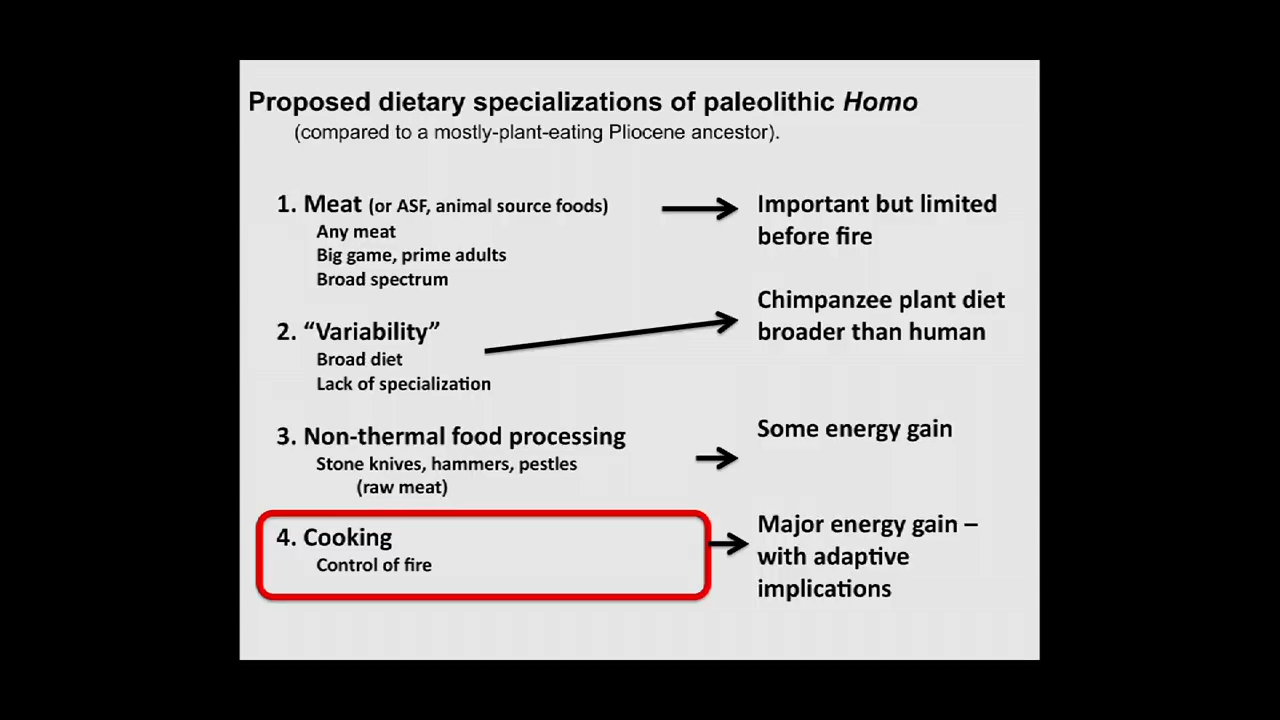 Proposed dietary specializations of paleolithic Homo
(compared to a mostly-plant-eating Pliocene ancestor).
1. Meat (or ASF, animal source foods)
Any meat
Big game, prime adults
Broad spectrum
Important but limited
before fire
2. “Variability”
Broad diet
Lack of specialization
Chimpanzee plant diet
broader than human
3. Non-thermal food processing
Stone knives, hammers, pestles
(raw meat)
Some energy gain
4. Cooking
Control of fire
Major energy gain –
with adaptive
implications